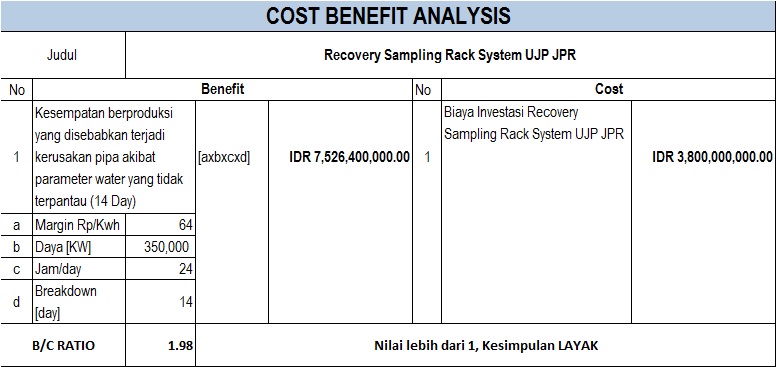 COST BENEFIT ANALYSIS
Judul Recovery Sampling Rack System UJP JPR
No Benefit No Cost
1 Kesempatan berproduksi
yang disebabkan terjadi
kerusakan pipa akibat
parameter water yang tidak
terpantau (14 Day)
[axbxcxd] IDR 7,526,400,000.00
1 Biaya Investasi Recovery
Sampling Rack System UJP JPR
IDR 3,800,000,000.00
a Margin Rp/Kwh 64
b Daya [KW] 350,000
c Jam/day 24
d Breakdown
[day] 14
B/C RATIO 1.98 Nilai lebih dari 1, Kesimpulan LAYAK